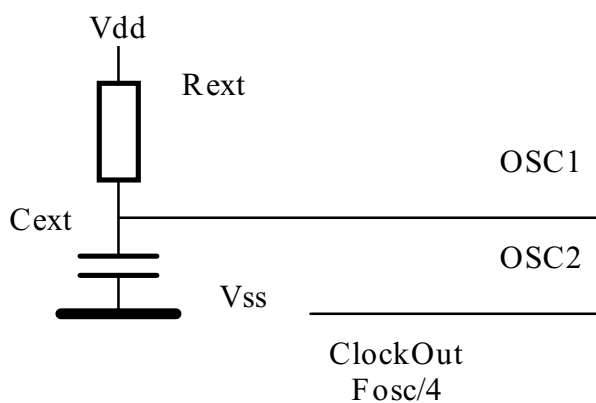 Vdd
Rext
OSC1
Cext
OSC2
Vss
ClockOut
Fosc/4